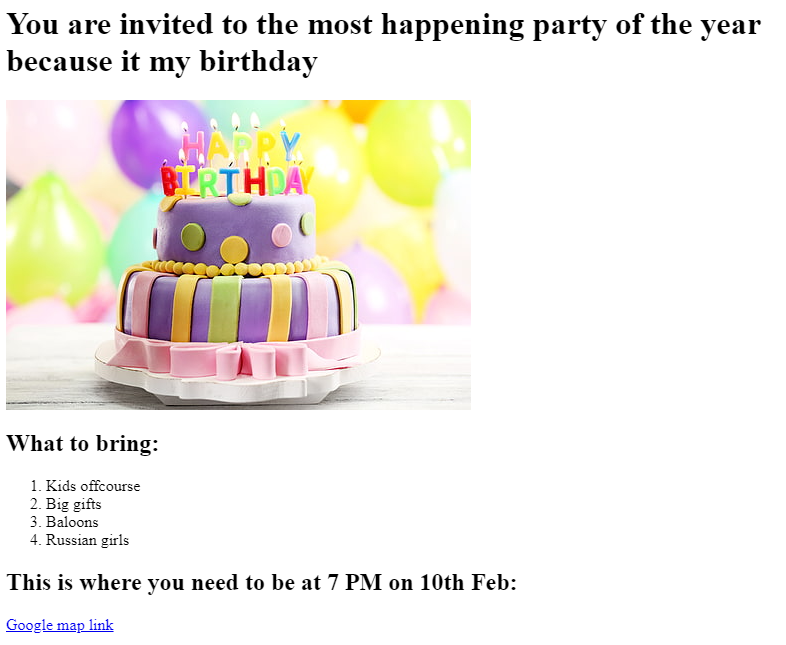 You are invited to the most happening party of the year
because it my birthday
HAPPY
BIRTHDAY
What to bring:
1. Kids offcourse
2. Big gifts
3. Baloons
4. Russian girls
This is where you need to be at 7 PM on 10th Feb:
Google map link